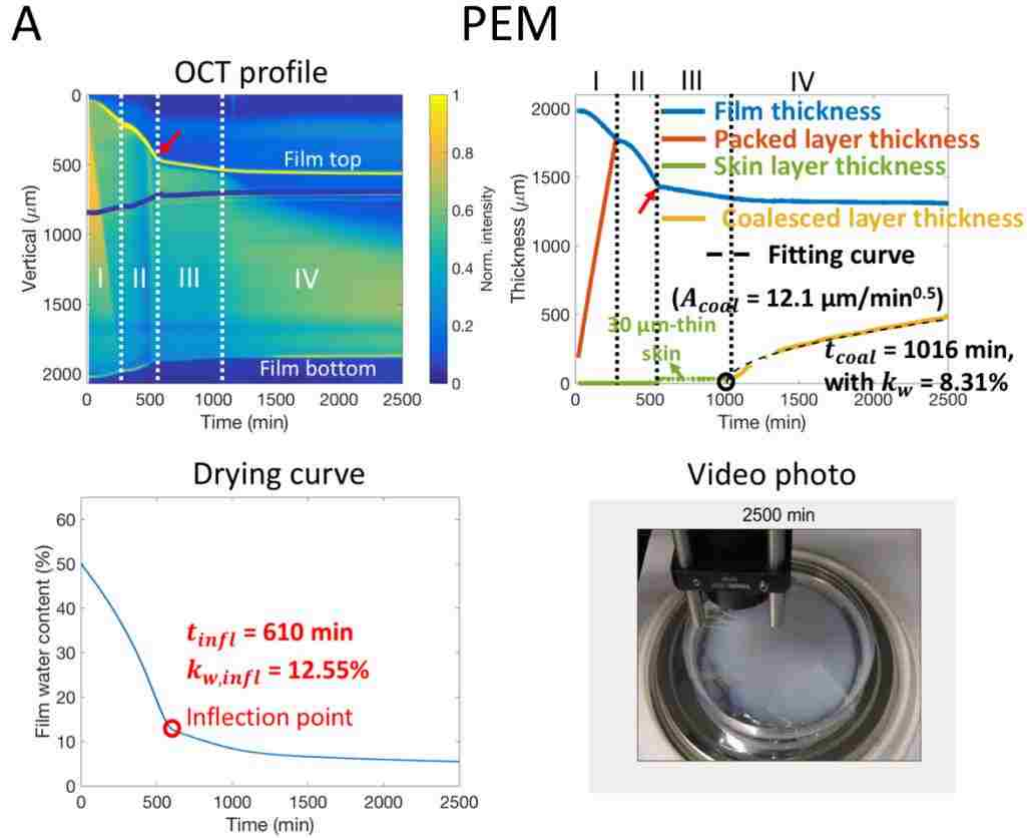 A
PEM
OCT profile
0
500
1000
1500
2000
Vertical (μm)
I
II
III
IV
Film top
Film bottom
0 500 1000 1500 2000 2500
Time (min)
1
0.8
0.6
0.4
0.2
0
Norm. intensity
I II III IV
2000
1500
1000
500
0
Thickness (μm)
Film thickness
Packed layer thickness
Skin layer thickness
Coalesced layer thickness
Fitting curve
(A_coal = 12.1 μm/min^0.5)
30 μm-thin
skin
t_coal = 1016 min,
with k_w = 8.31%
0 500 1000 1500 2000 2500
Time (min)
Drying curve
60
50
40
30
20
10
0
Film water content (%)
t_infl = 610 min
k_w,infl = 12.55%
Inflection point
0 500 1000 1500 2000 2500
Time (min)
Video photo
2500 min